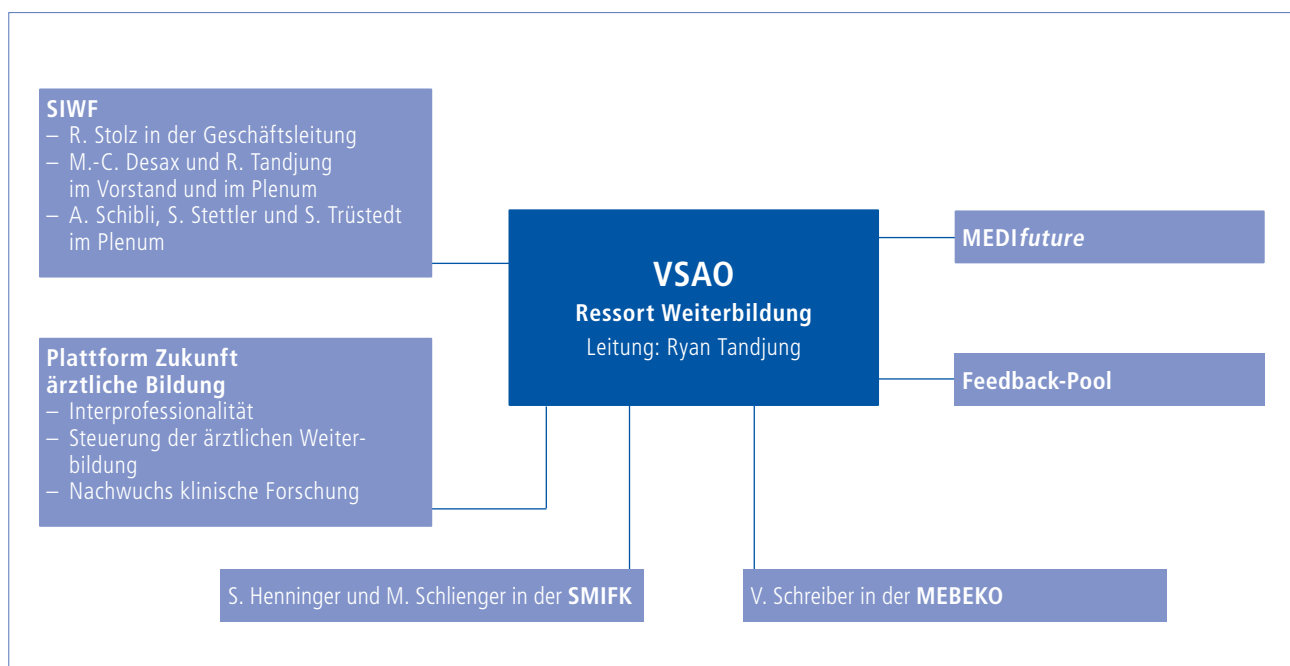 SIWF
– R. Stolz in der Geschäftsleitung
– M.-C. Desax und R. Tandjung
im Vorstand und im Plenum
– A. Schibli, S. Stettler und S. Trüstedt
im Plenum
Plattform Zukunft
ärztliche Bildung
– Interprofessionalität
– Steuerung der ärztlichen Weiter-
bildung
– Nachwuchs klinische Forschung
VSAO
Ressort Weiterbildung
Leitung: Ryan Tandjung
MEDIfuture
Feedback-Pool
S. Henninger und M. Schlienger in der SMIFK
V. Schreiber in der MEBEKO